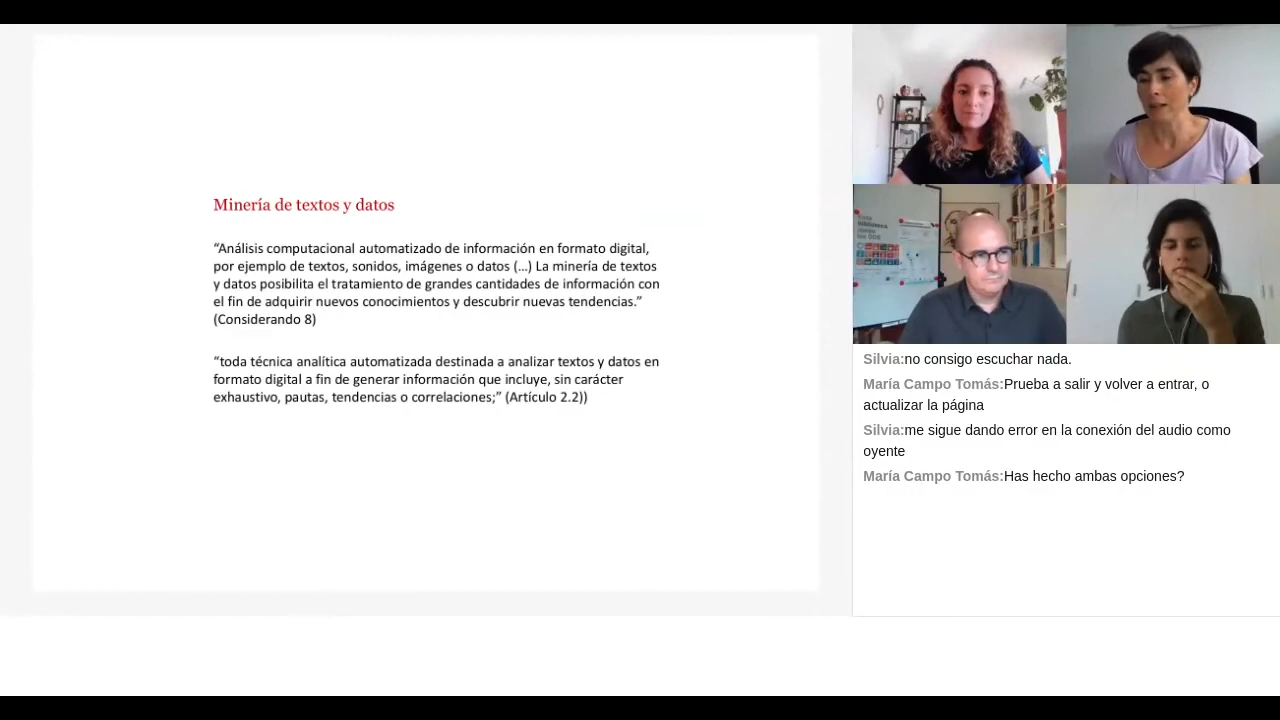 Minería de textos y datos
“Análisis computacional automatizado de información en formato digital,
por ejemplo de textos, sonidos, imágenes o datos (...) La minería de textos
y datos posibilita el tratamiento de grandes cantidades de información con
el fin de adquirir nuevos conocimientos y descubrir nuevas tendencias.”
(Considerando 8)
“toda técnica analítica automatizada destinada a analizar textos y datos en
formato digital a fin de generar información que incluye, sin carácter
exhaustivo, pautas, tendencias o correlaciones;” (Artículo 2.2))
Silvia:no consigo escuchar nada.
María Campo Tomás:Prueba a salir y volver a entrar, o
actualizar la página
Silvia:me sigue dando error en la conexión del audio como
oyente
María Campo Tomás:Has hecho ambas opciones?